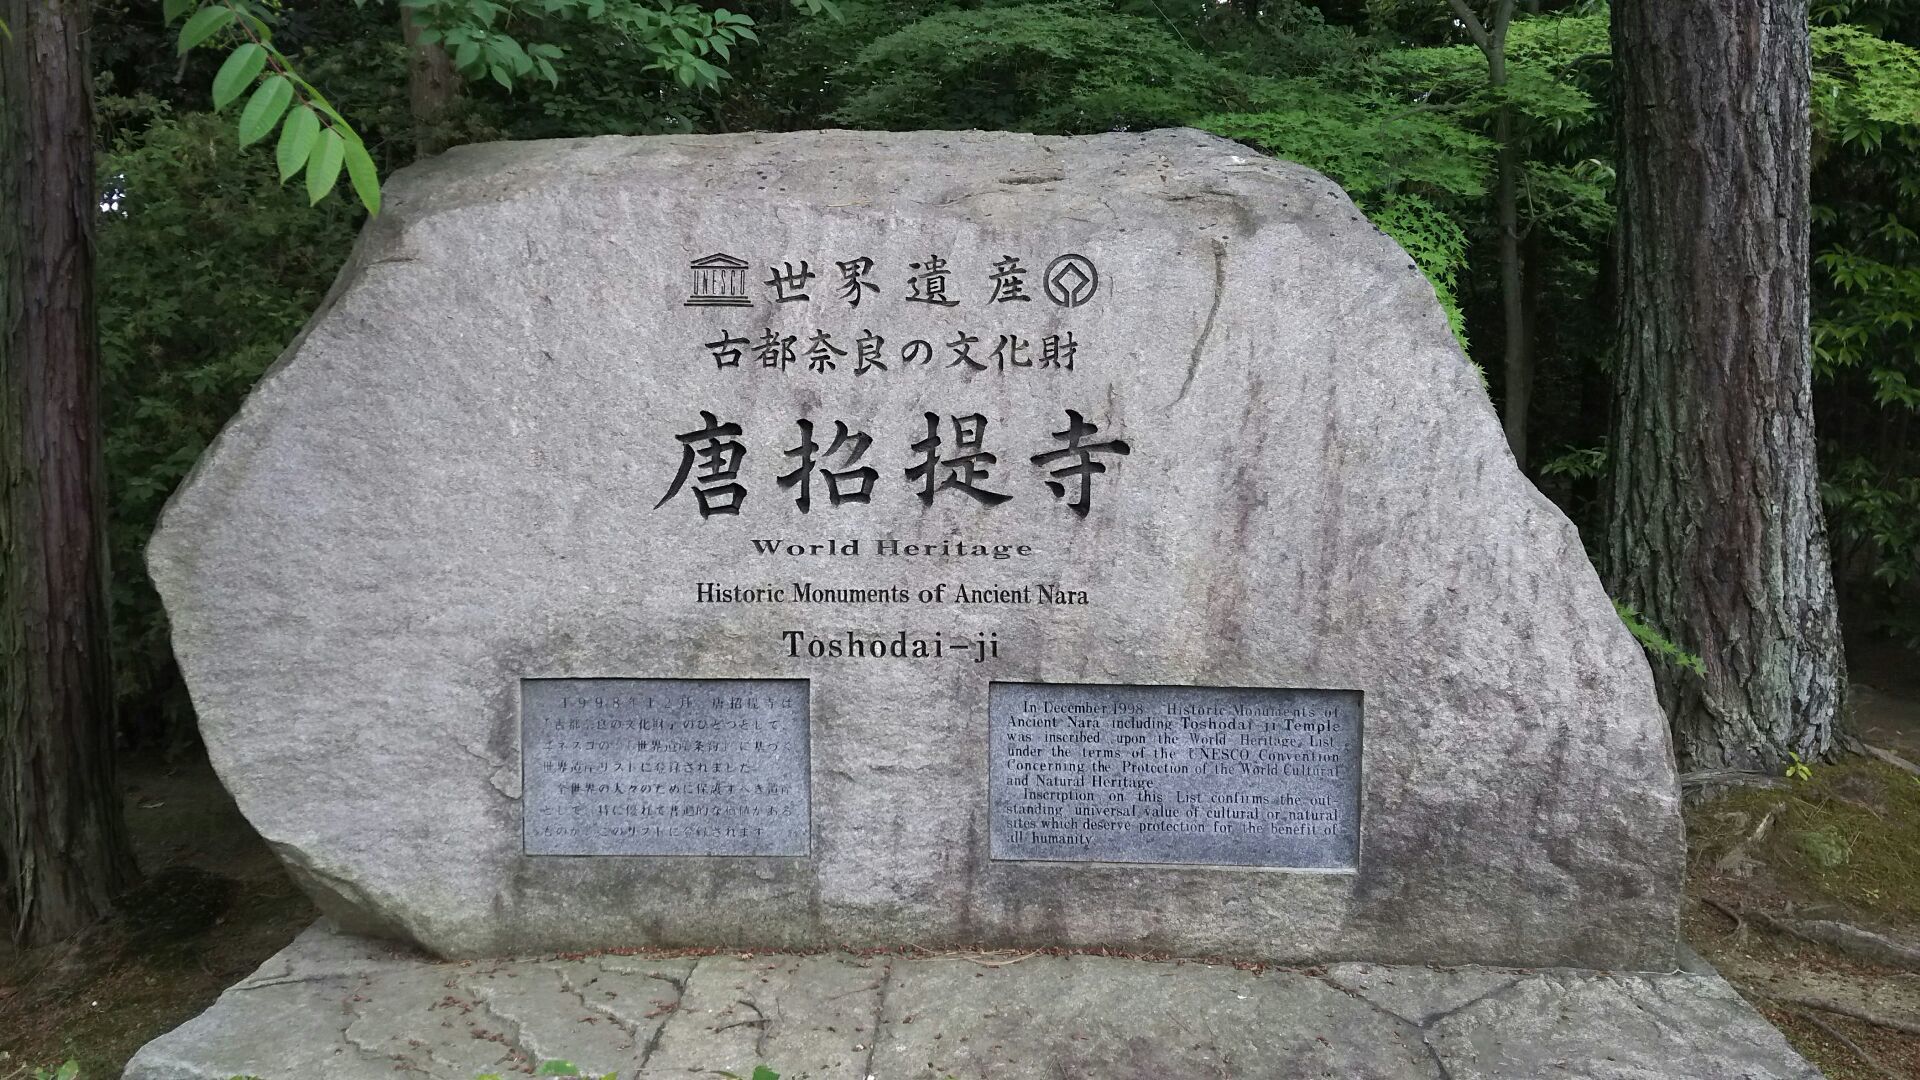 UNESCO 世界遺産
古都奈良の文化財
唐招提寺
World Heritage
Historic Monuments of Ancient Nara
Toshodai-ji
1998年12月、唐招提寺は
「古都奈良の文化財」のひとつとして、
ユネスコの「世界遺産条約」に基づく
世界遺産リストに登録されました。
全世界の人々のために保護すべき遺産
として、特に優れて普遍的な価値がある
ものが、このリストに登録されます
In December 1998 "Historic Monuments of
Ancient Nara including Toshodai-ji Temple
was inscribed upon the World Heritage List
under the terms of the UNESCO Convention
Concerning the Protection of the World Cultural
and Natural Heritage
Inscription on this List confirms the out-
standing universal value of cultural or natural
sites which deserve protection for the benefit of
all humanity.